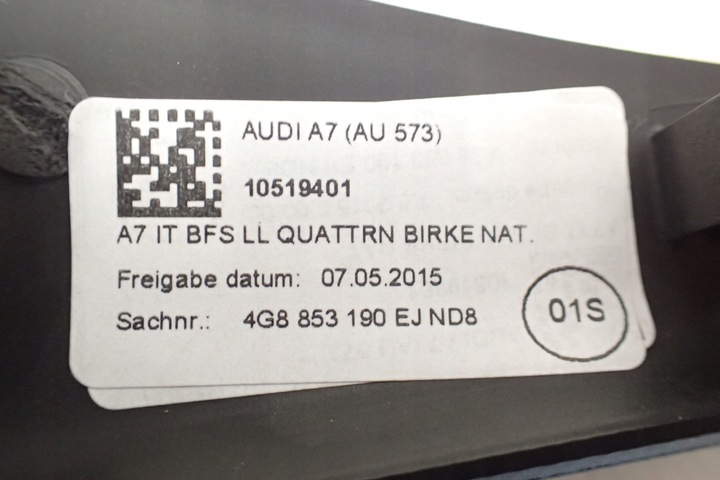 AUDI A7 (AU 573)
10519401
A7 IT BFS LL QUATTRN BIRKE NAT.
Freigabe datum: 07.05.2015
Sachnr.: 4G8 853 190 EJ ND8
01S